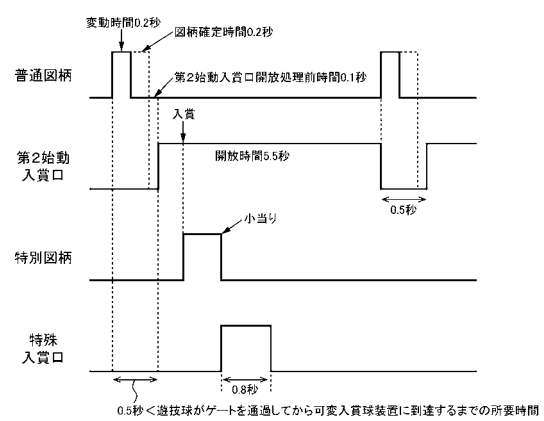 変動時間0.2秒
図柄確定時間0.2秒
普通図柄
第2始動入賞口開放処理前時間0.1秒
入賞
第2始動
入賞口
開放時間5.5秒
0.5秒
小当り
特別図柄
特殊
入賞口
0.8秒
0.5秒<遊技球がゲートを通過してから可変入賞球装置に到達するまでの所要時間